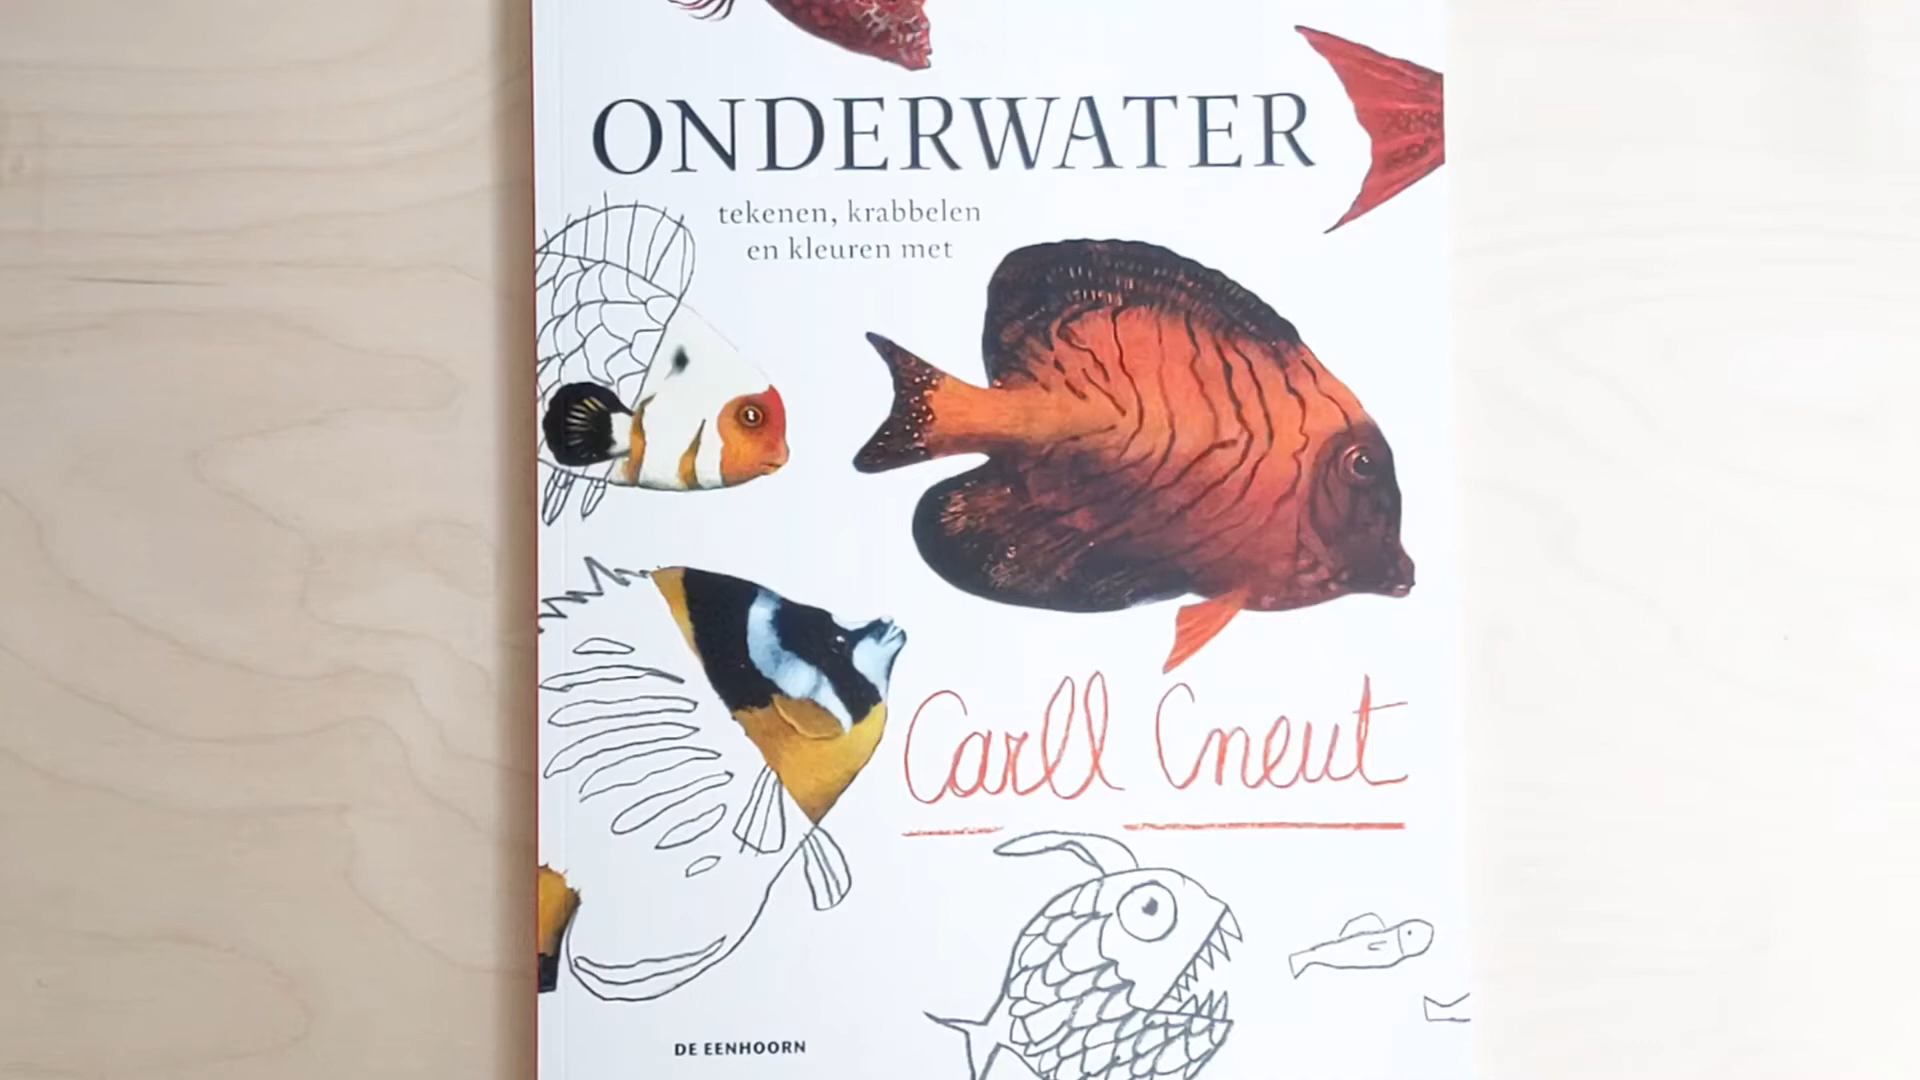 ONDERWATER
tekenen, krabbelen
en kleuren met
Carll Cneut
DE EENHOORN